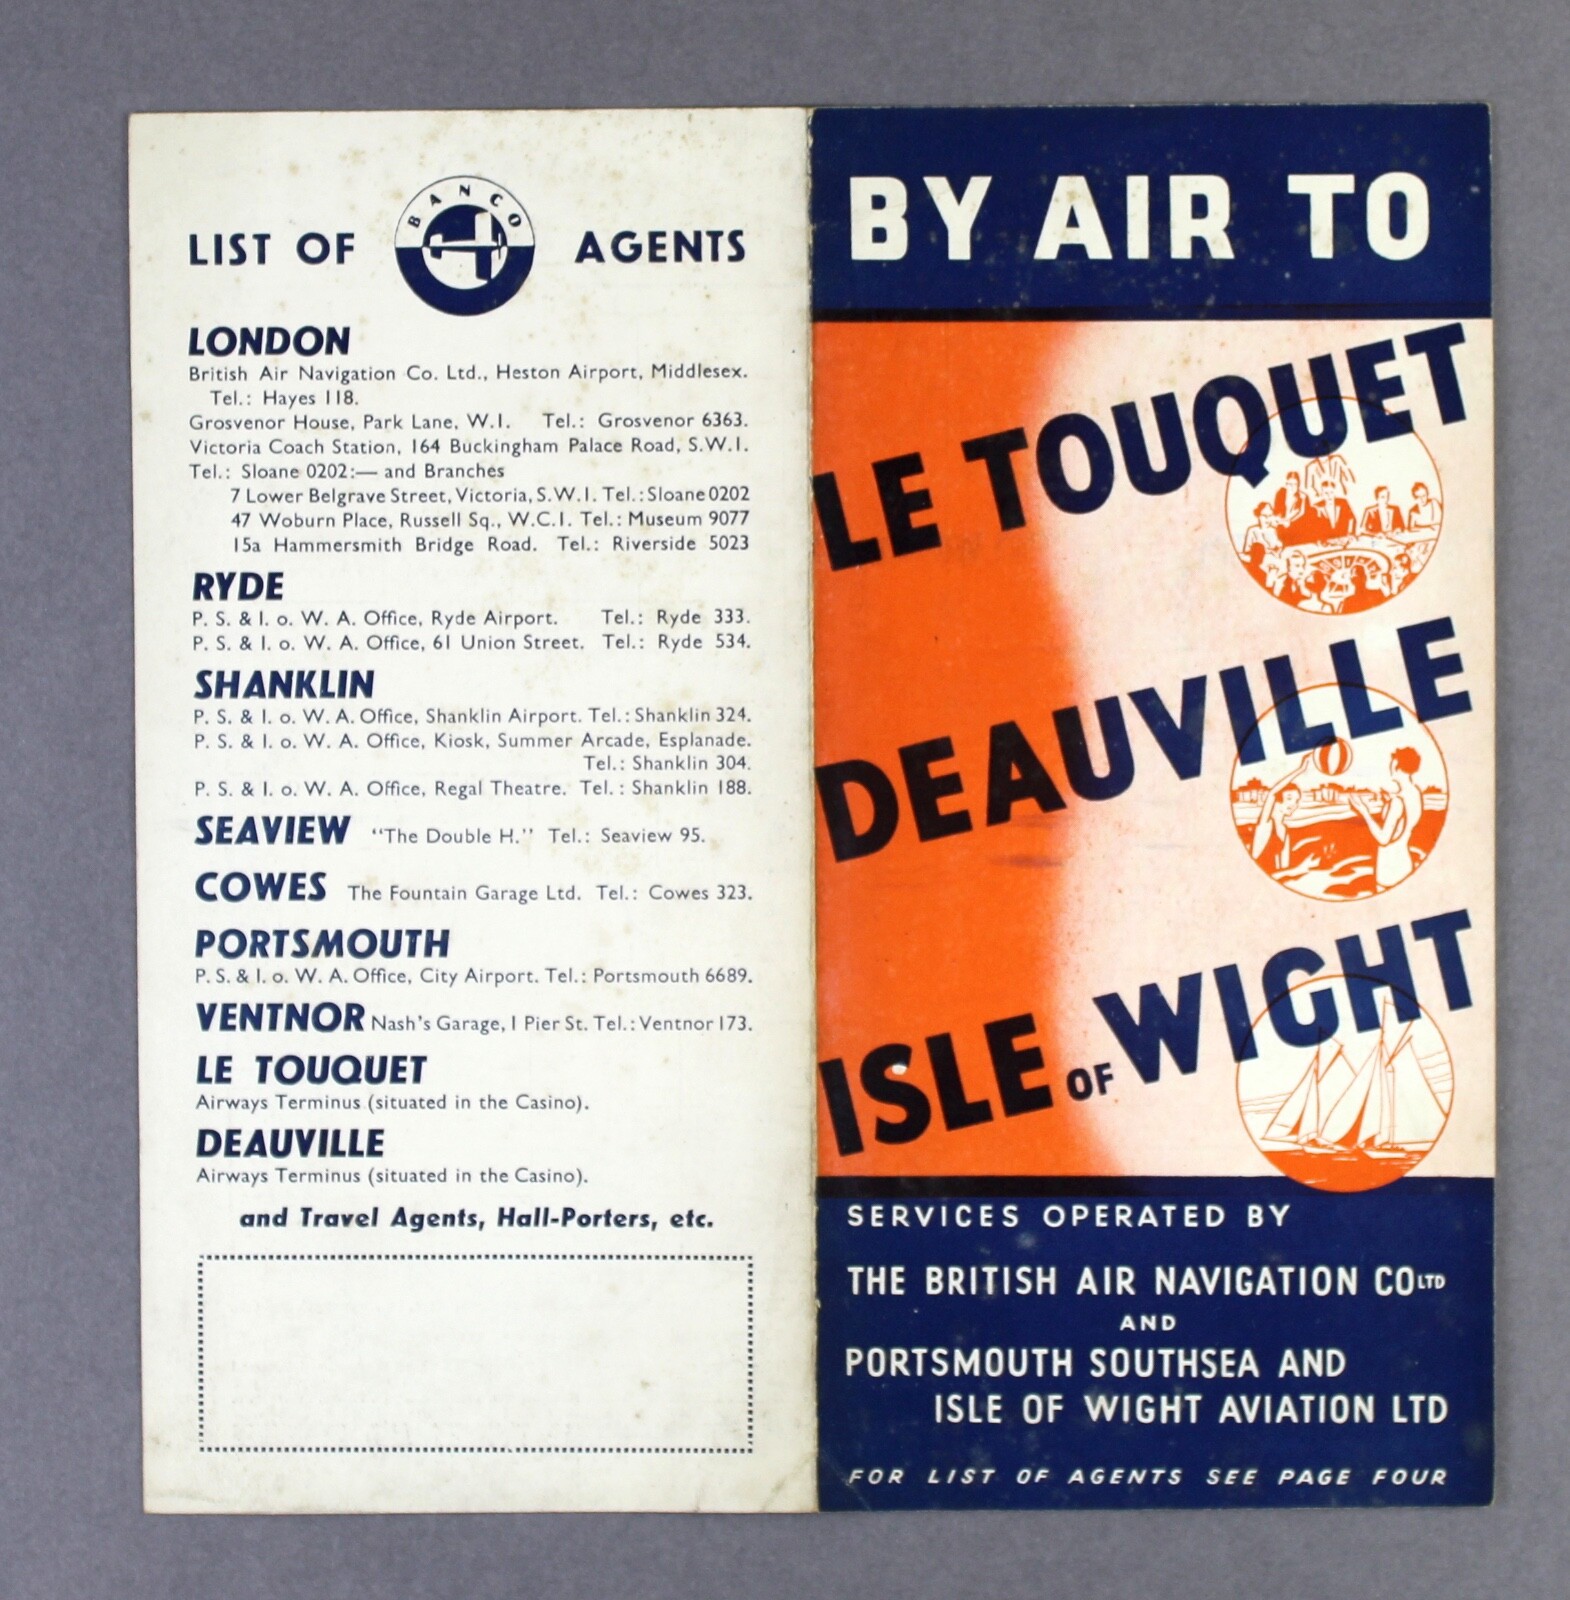 LIST OF BANCO AGENTS
LONDON
British Air Navigation Co. Ltd., Heston Airport, Middlesex.
Tel.: Hayes 118.
Grosvenor House, Park Lane, W.1. Tel.: Grosvenor 6363.
Victoria Coach Station, 164 Buckingham Palace Road, S.W.1.
Tel.: Sloane 0202:— and Branches
7 Lower Belgrave Street, Victoria, S.W.1. Tel.: Sloane 0202
47 Woburn Place, Russell Sq., W.C.1. Tel.: Museum 9077
15a Hammersmith Bridge Road. Tel.: Riverside 5023
RYDE
P. S. & I. o. W. A. Office, Ryde Airport. Tel.: Ryde 333.
P. S. & I. o. W. A. Office, 61 Union Street. Tel.: Ryde 534.
SHANKLIN
P. S. & I. o. W. A. Office, Shanklin Airport. Tel.: Shanklin 324.
P. S. & I. o. W. A. Office, Kiosk, Summer Arcade, Esplanade.
Tel.: Shanklin 304.
P. S. & I. o. W. A. Office, Regal Theatre. Tel.: Shanklin 188.
SEAVIEW "The Double H." Tel.: Seaview 95.
COWES The Fountain Garage Ltd. Tel.: Cowes 323.
PORTSMOUTH
P. S. & I. o. W. A. Office, City Airport. Tel.: Portsmouth 6689.
VENTNOR Nash's Garage, 1 Pier St. Tel.: Ventnor 173.
LE TOUQUET
Airways Terminus (situated in the Casino).
DEAUVILLE
Airways Terminus (situated in the Casino).
and Travel Agents, Hall-Porters, etc.
BY AIR TO
LE TOUQUET
DEAUVILLE
ISLE OF WIGHT
SERVICES OPERATED BY
THE BRITISH AIR NAVIGATION CO LTD
AND
PORTSMOUTH SOUTHSEA AND
ISLE OF WIGHT AVIATION LTD
FOR LIST OF AGENTS SEE PAGE FOUR